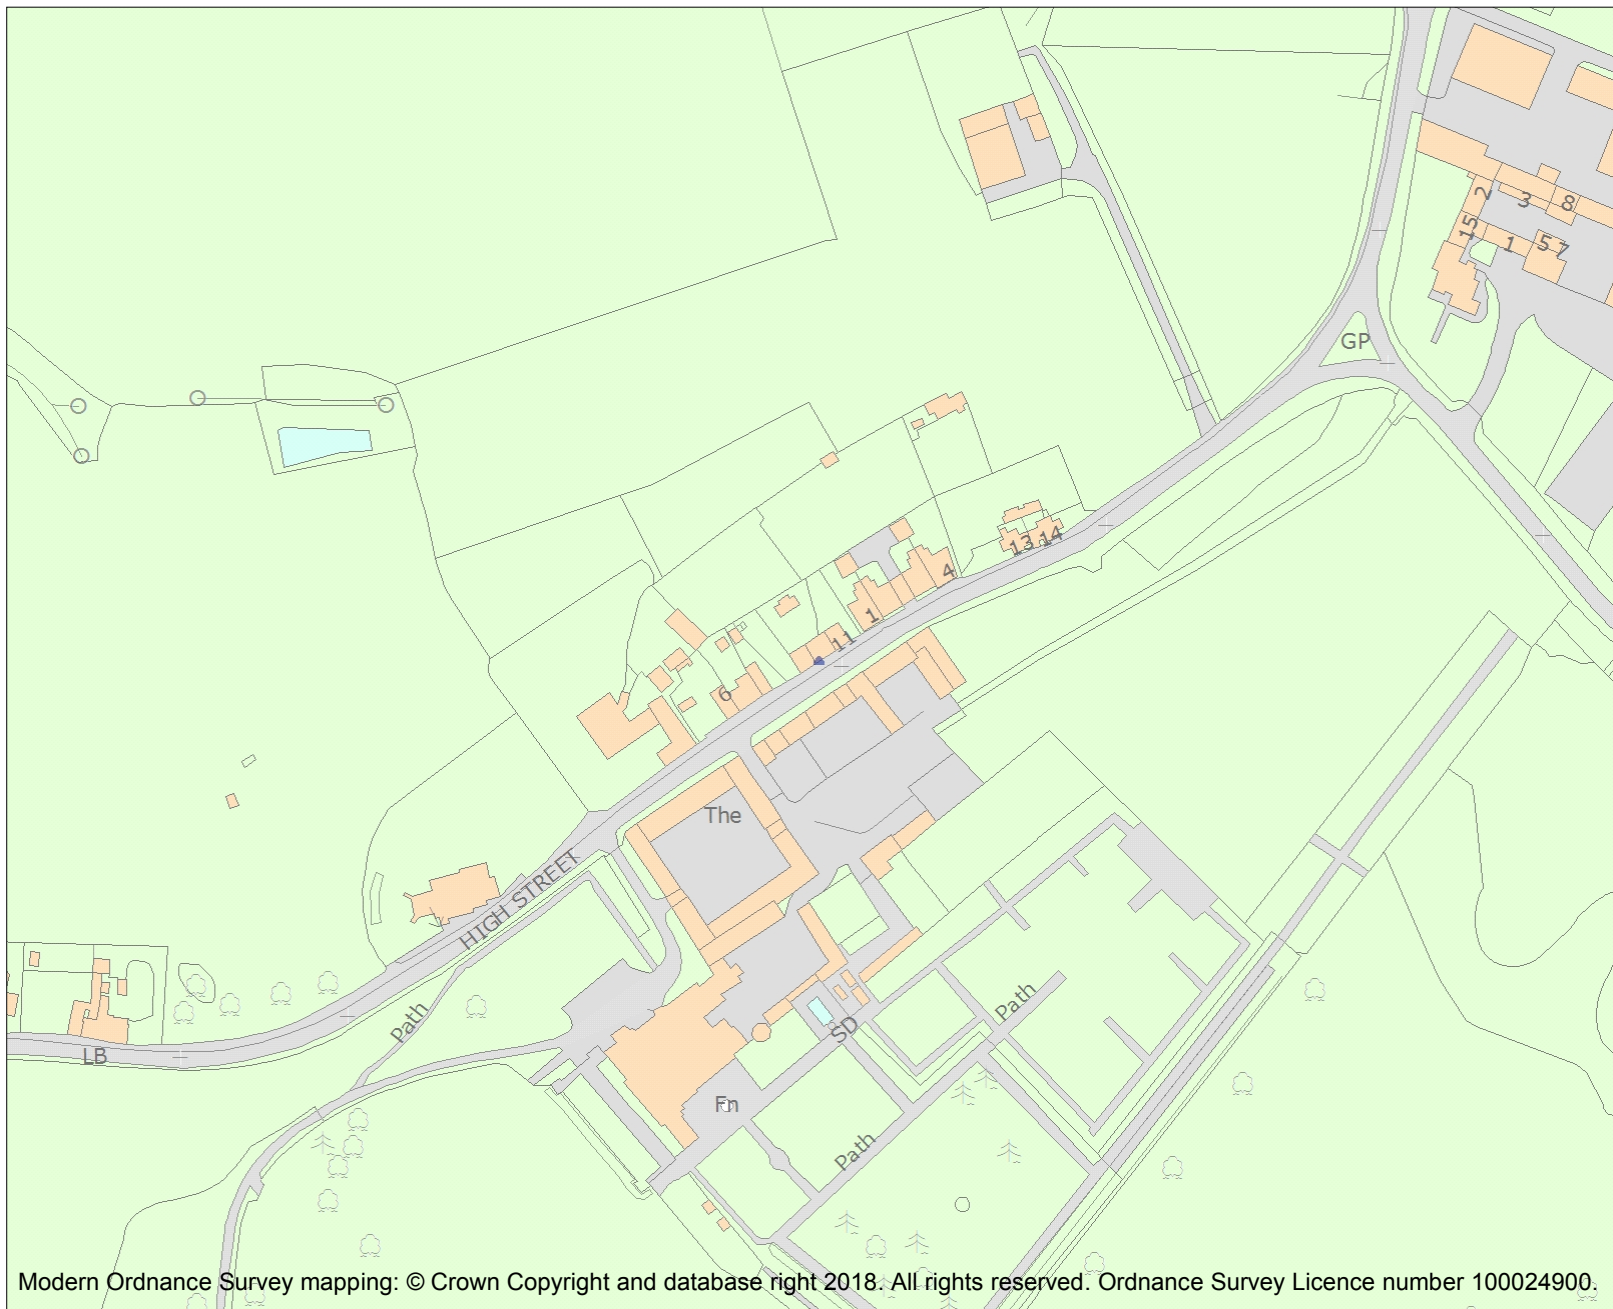 2
3
8
15
1
5
7
GP
13
14
4
1
11
6
The
HIGH STREET
Path
LB
Path
SD
Fn
Path
Modern Ordnance Survey mapping: © Crown Copyright and database right 2018. All rights reserved. Ordnance Survey Licence number 100024900.